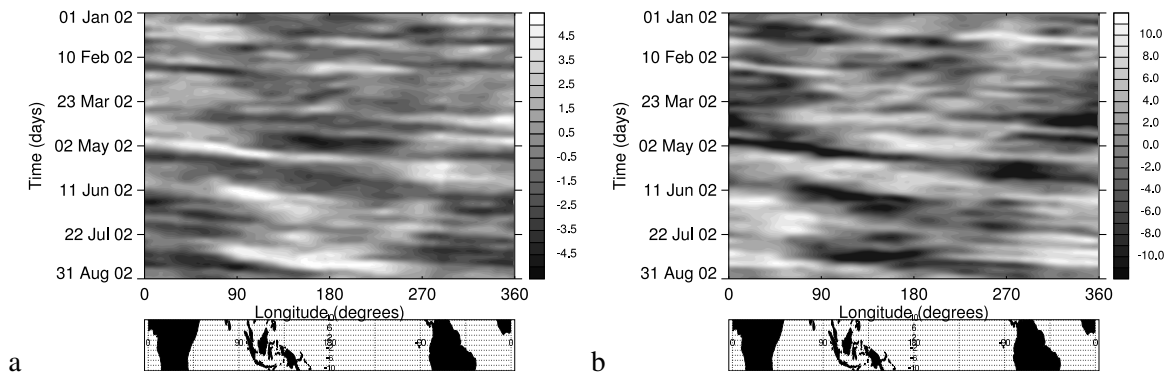 01 Jan 02
10 Feb 02
23 Mar 02
02 May 02
11 Jun 02
22 Jul 02
31 Aug 02
Time (days)
0 90 180 270 360
Longitude (degrees)
4.5
3.5
2.5
1.5
0.5
-0.5
-1.5
-2.5
-3.5
-4.5
a
01 Jan 02
10 Feb 02
23 Mar 02
02 May 02
11 Jun 02
22 Jul 02
31 Aug 02
Time (days)
0 90 180 270 360
Longitude (degrees)
10.0
8.0
6.0
4.0
2.0
0.0
-2.0
-4.0
-6.0
-8.0
-10.0
b